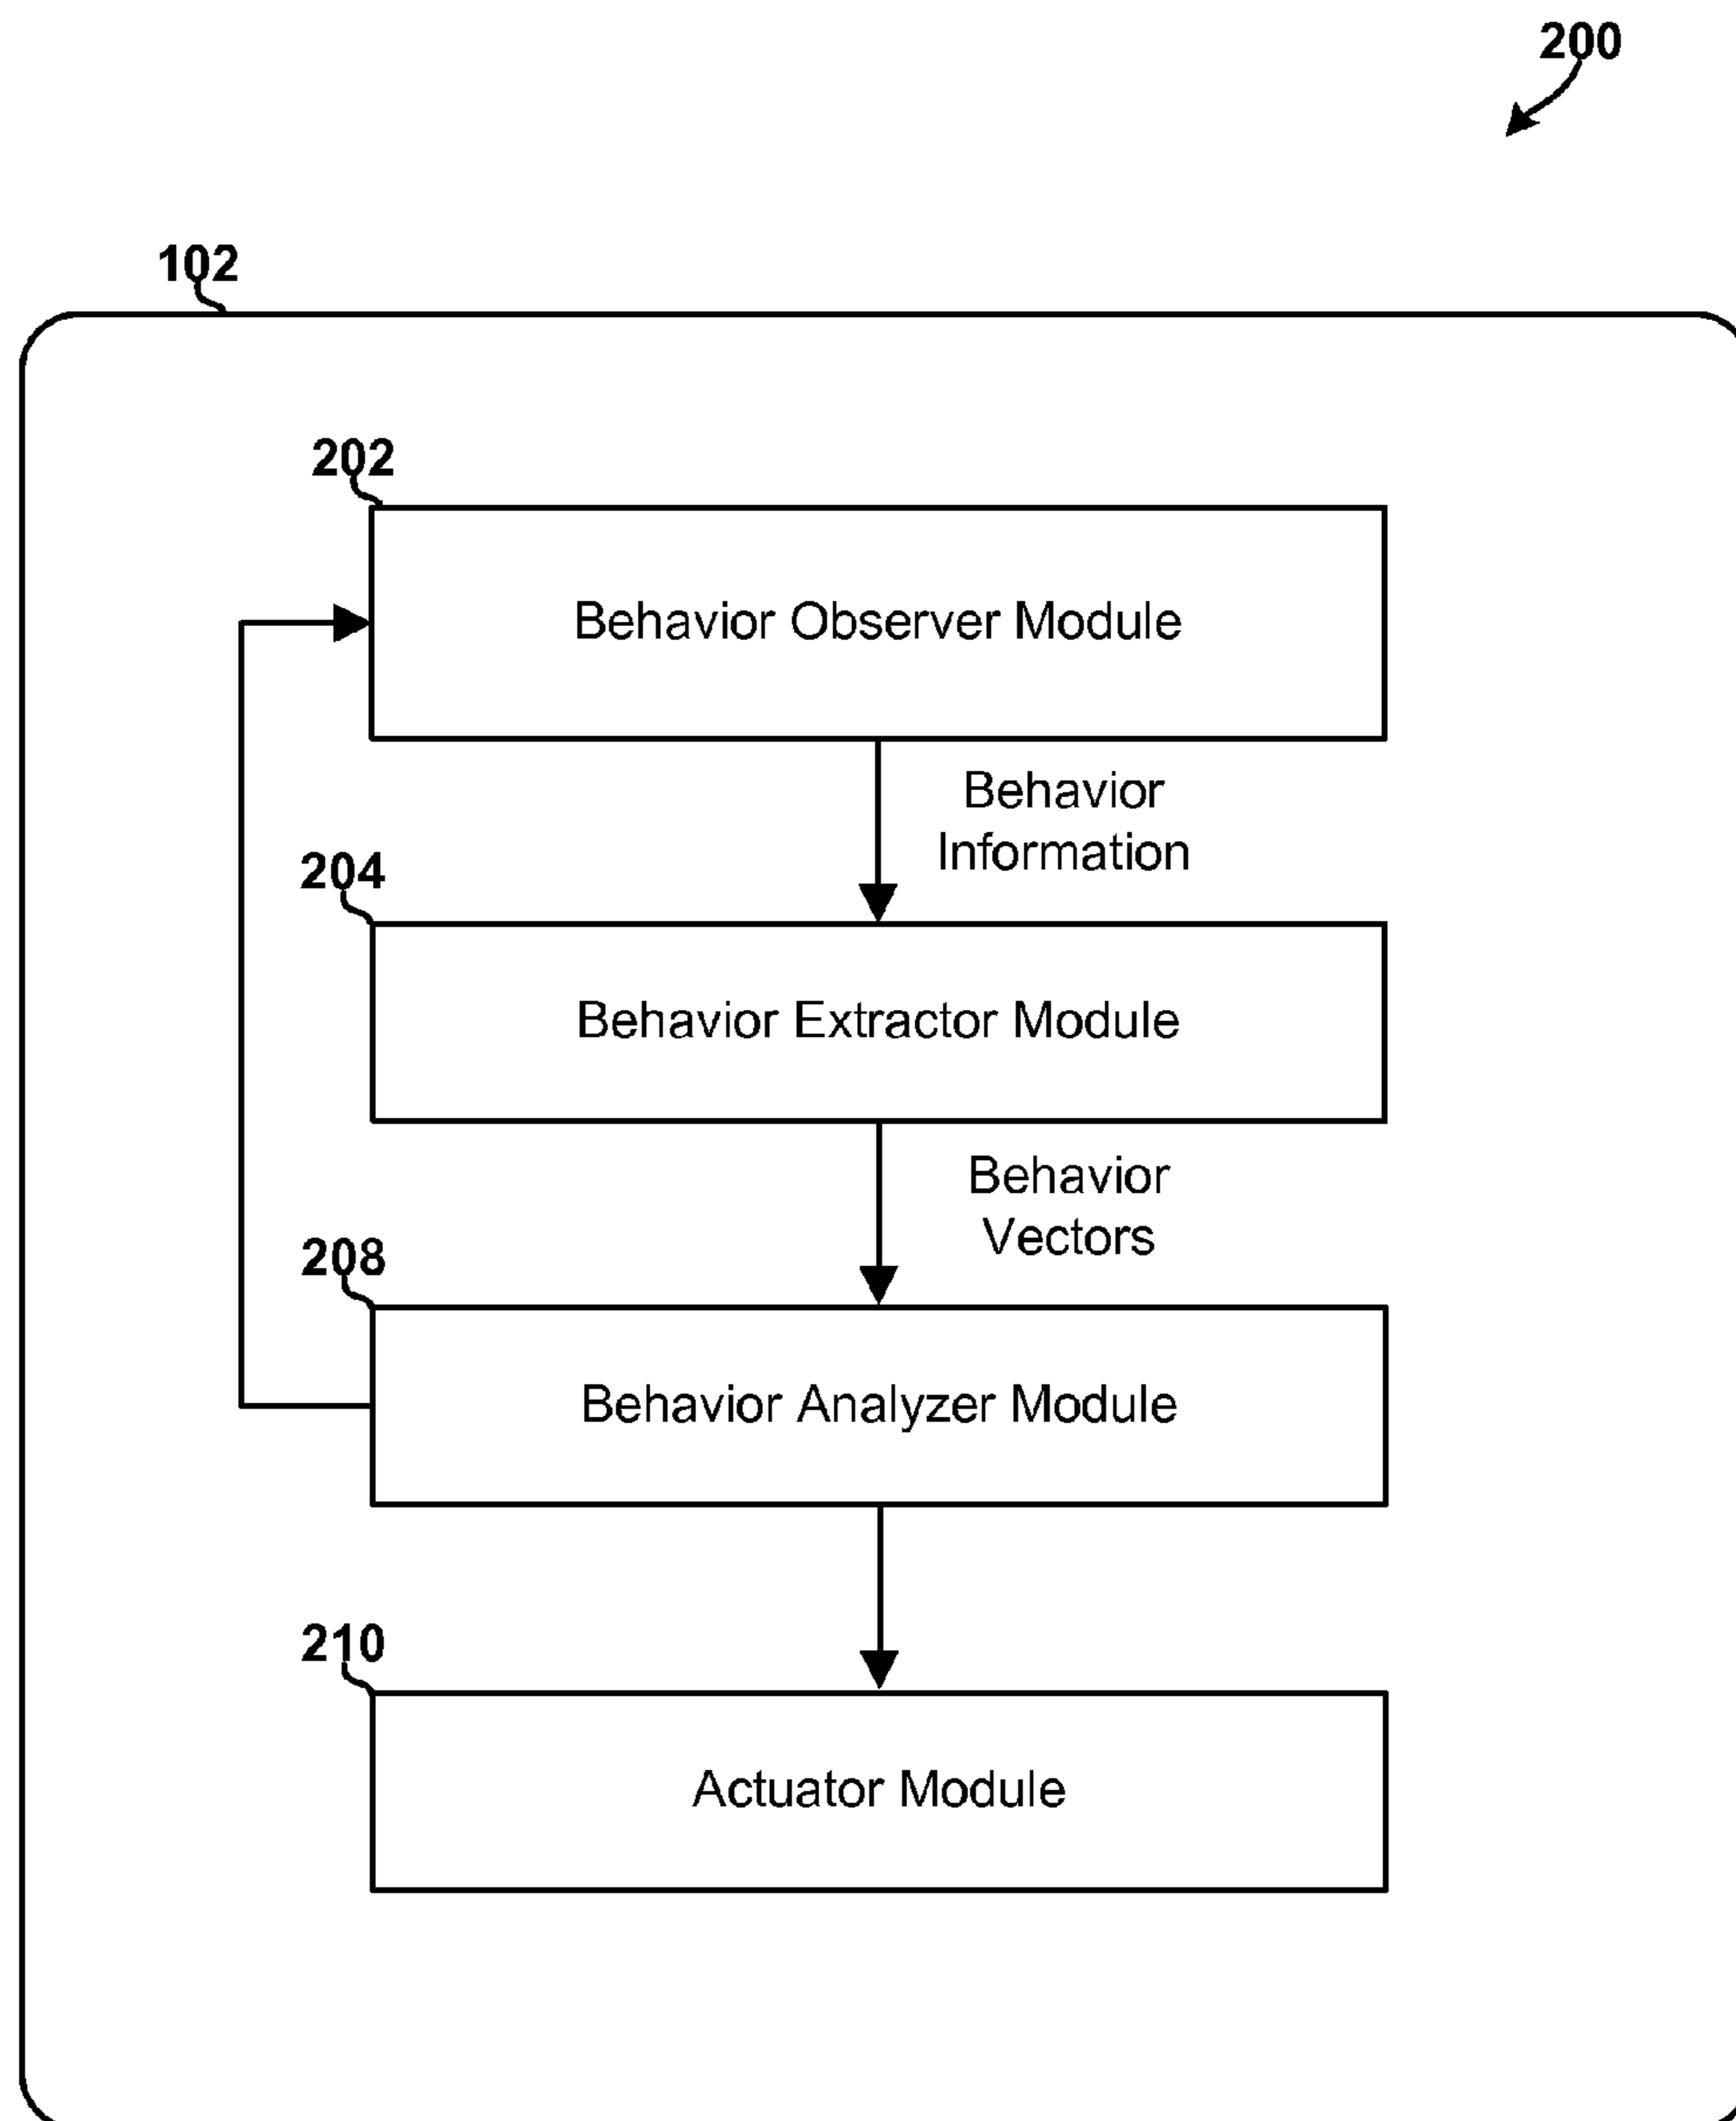 200
102
202
Behavior Observer Module
Behavior
Information
204
Behavior Extractor Module
Behavior
Vectors
208
Behavior Analyzer Module
210
Actuator Module